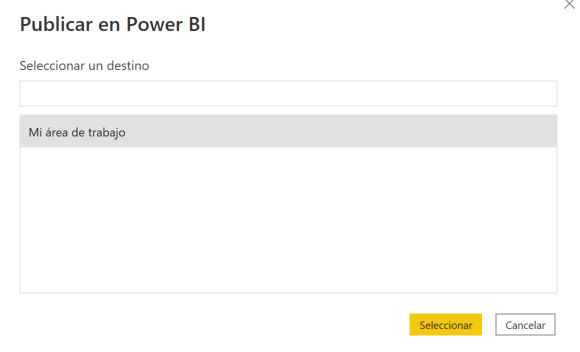 Publicar en Power BI
Seleccionar un destino
Mi área de trabajo
Seleccionar
Cancelar